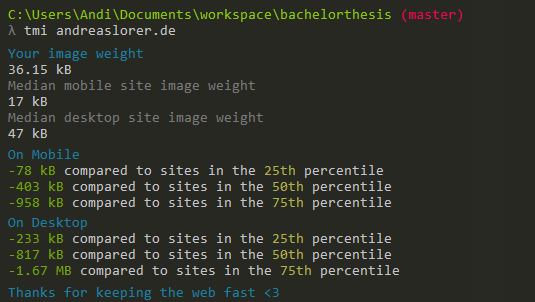 C:\Users\Andi\Documents\workspace\bachelorthesis (master)
λ tmi andreaslorer.de
Your image weight
36.15 kB
Median mobile site image weight
17 kB
Median desktop site image weight
47 kB
On Mobile
-78 kB compared to sites in the 25th percentile
-403 kB compared to sites in the 50th percentile
-958 kB compared to sites in the 75th percentile
On Desktop
-233 kB compared to sites in the 25th percentile
-817 kB compared to sites in the 50th percentile
-1.67 MB compared to sites in the 75th percentile
Thanks for keeping the web fast <3